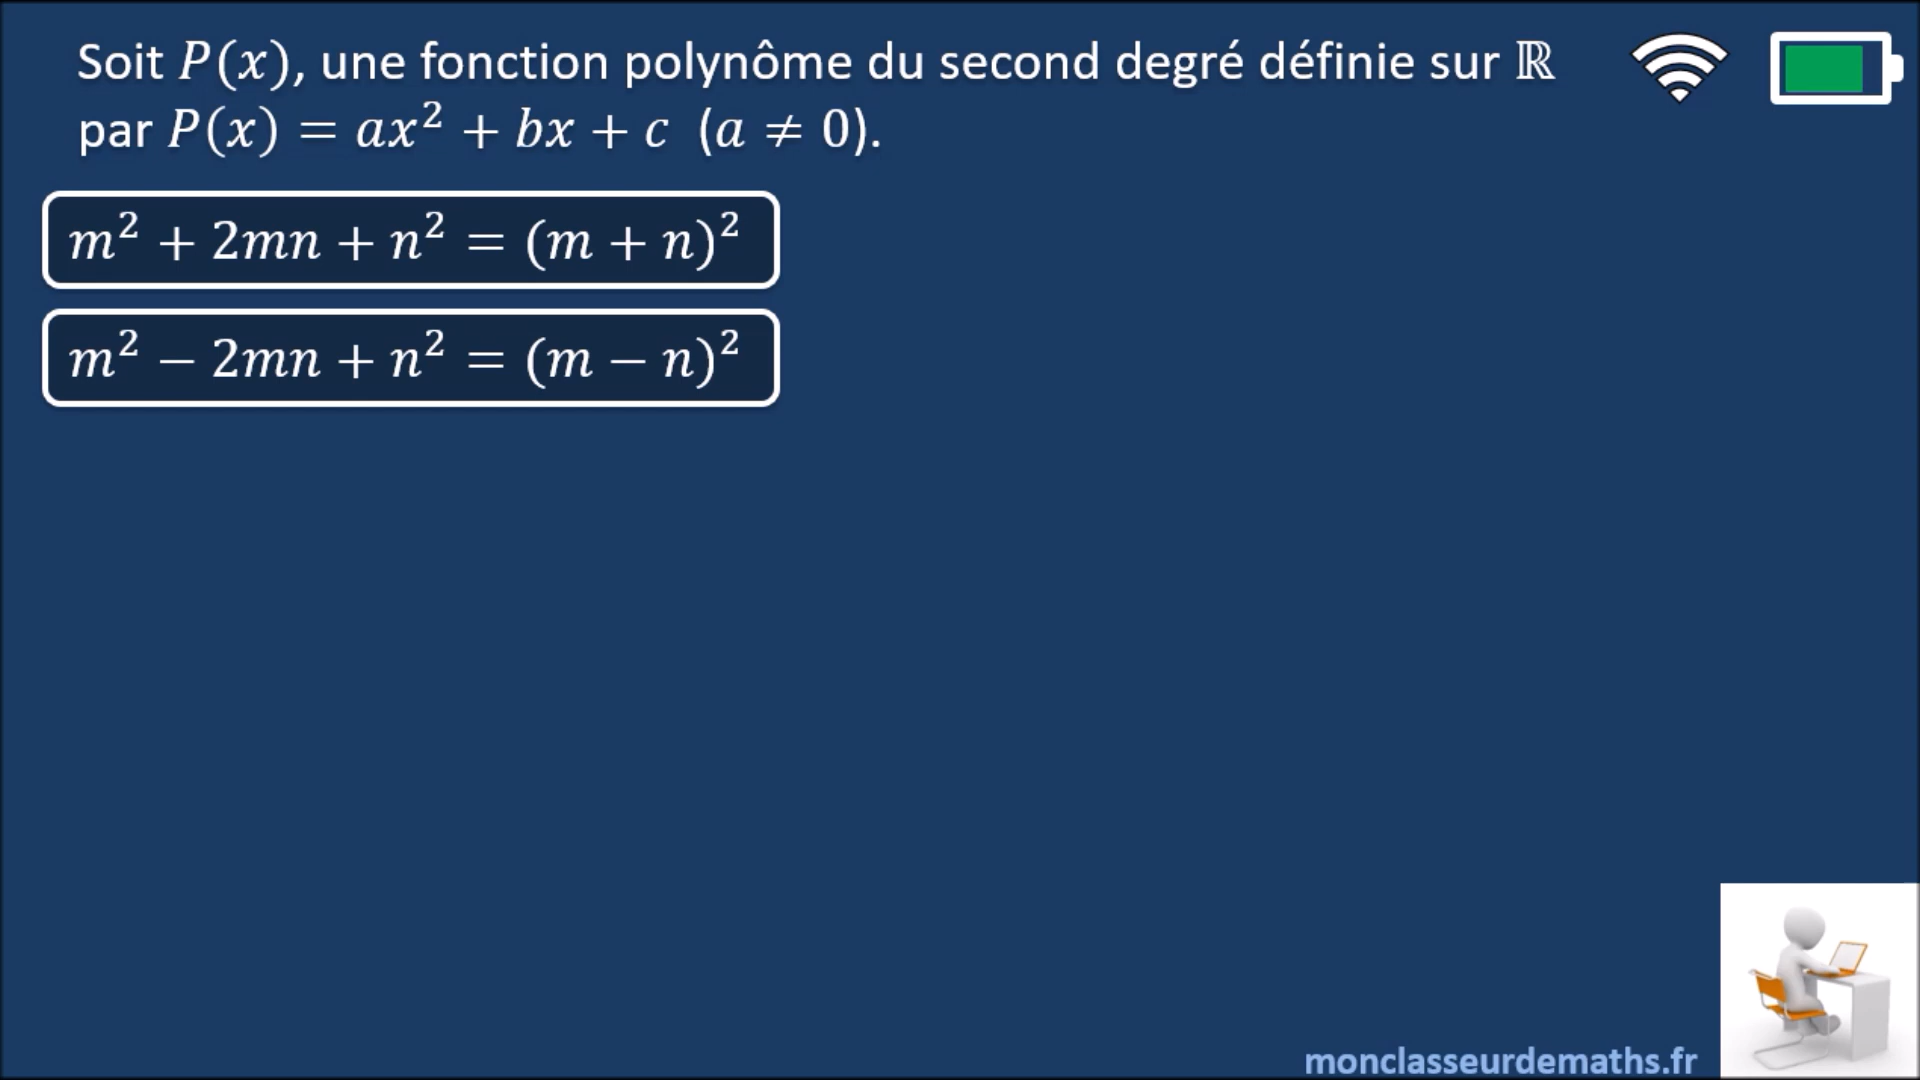 Soit P(x), une fonction polynôme du second degré définie sur ℝ
par P(x) = ax² + bx + c (a ≠ 0).
m² + 2mn + n² = (m + n)²
m² − 2mn + n² = (m − n)²
monclasseurdemaths.fr